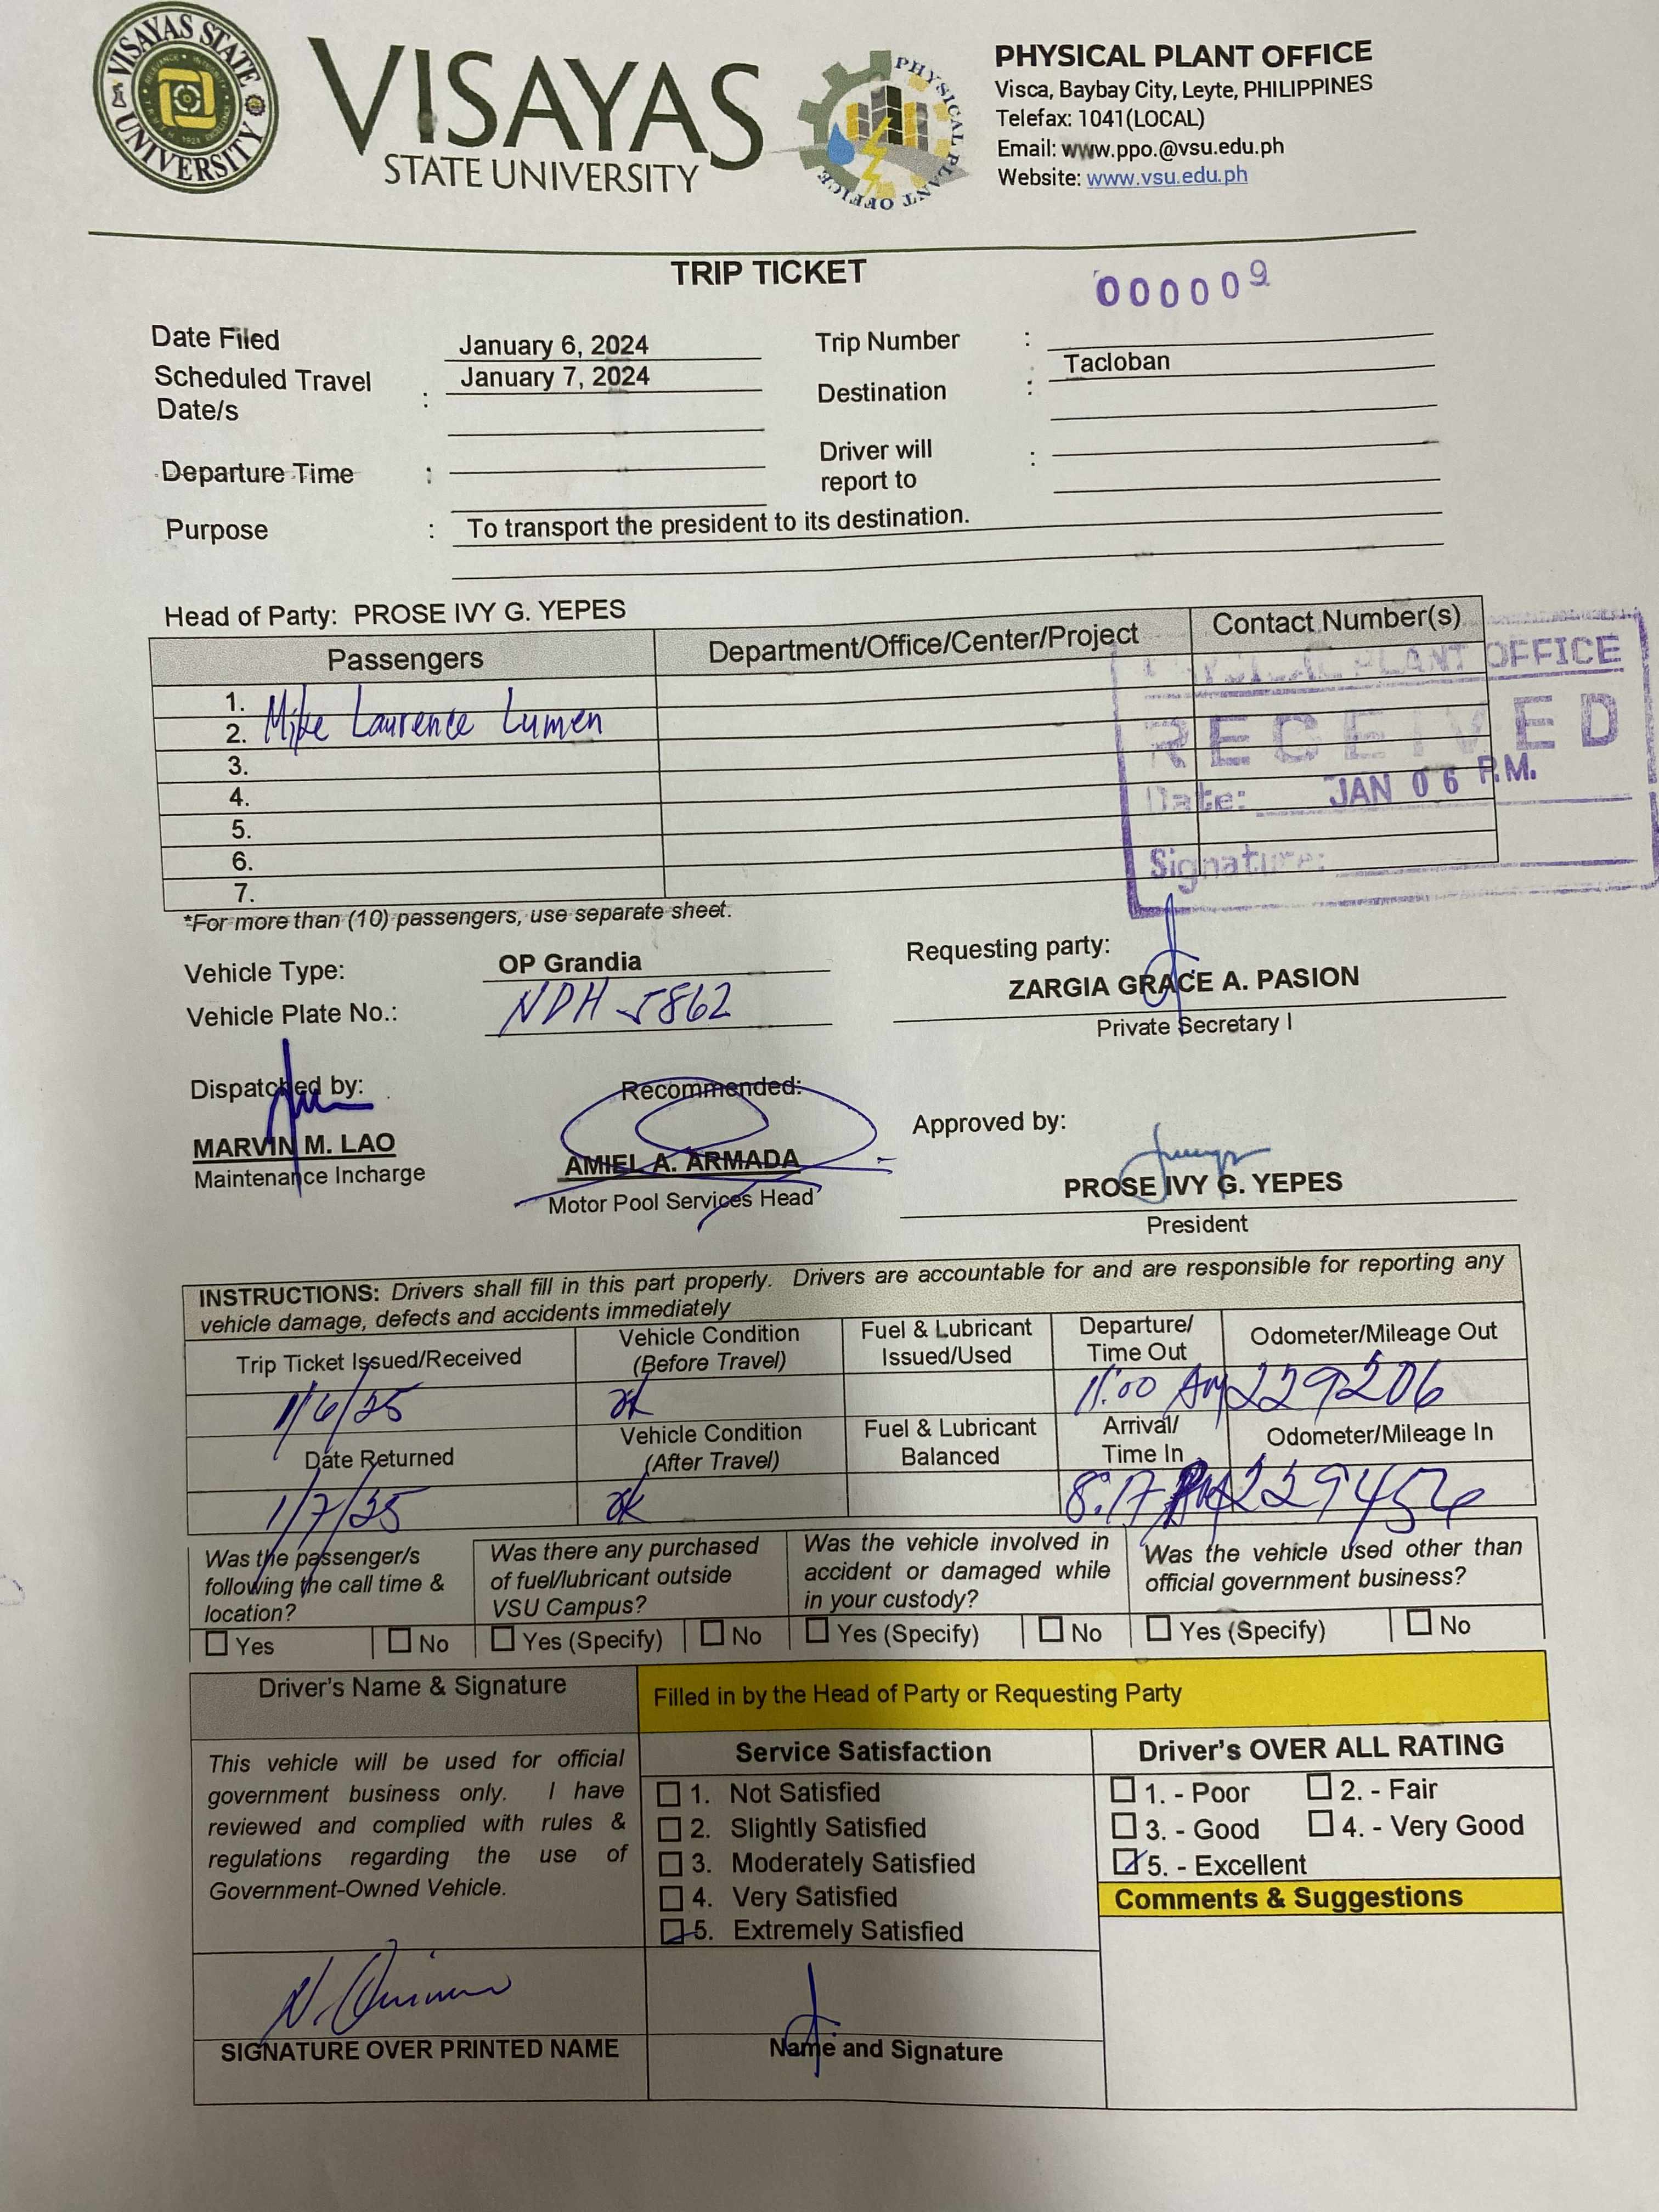 VISAYAS STATE UNIVERSITY
VISAYAS
STATE UNIVERSITY
PHYSICAL PLANT OFFICE
PHYSICAL PLANT OFFICE
Visca, Baybay City, Leyte, PHILIPPINES
Telefax: 1041(LOCAL)
Email: www.ppo.@vsu.edu.ph
Website: www.vsu.edu.ph
TRIP TICKET
000009
Date Filed January 6, 2024 Trip Number :
Scheduled Travel Date/s : January 7, 2024 Destination : Tacloban
Departure Time : Driver will report to :
Purpose : To transport the president to its destination.
Head of Party: PROSE IVY G. YEPES
Passengers Department/Office/Center/Project Contact Number(s)
1.
2. Mike Laurence Lumen
3.
4.
5.
6.
7.
PHYSICAL PLANT OFFICE
RECEIVED
Date: JAN 06 P.M.
Signature:
*For more than (10) passengers, use separate sheet.
Vehicle Type: OP Grandia
Vehicle Plate No.: NDH 5862
Requesting party:
ZARGIA GRACE A. PASION
Private Secretary I
Dispatched by:
MARVIN M. LAO
Maintenance Incharge
Recommended:
AMIEL A. ARMADA
Motor Pool Services Head
Approved by:
PROSE IVY G. YEPES
President
INSTRUCTIONS: Drivers shall fill in this part properly. Drivers are accountable for and are responsible for reporting any
vehicle damage, defects and accidents immediately
Trip Ticket Issued/Received Vehicle Condition (Before Travel) Fuel & Lubricant Issued/Used Departure/ Time Out Odometer/Mileage Out
1/6/25 ok 11:00 AM 229206
Date Returned Vehicle Condition (After Travel) Fuel & Lubricant Balanced Arrival/ Time In Odometer/Mileage In
1/7/25 ok 8:17 PM 229456
Was the passenger/s
following the call time &
location?
Yes No
Was there any purchased
of fuel/lubricant outside
VSU Campus?
Yes (Specify) No
Was the vehicle involved in
accident or damaged while
in your custody?
Yes (Specify) No
Was the vehicle used other than
official government business?
Yes (Specify) No
Driver's Name & Signature
Filled in by the Head of Party or Requesting Party
This vehicle will be used for official
government business only. I have
reviewed and complied with rules &
regulations regarding the use of
Government-Owned Vehicle.
SIGNATURE OVER PRINTED NAME
Service Satisfaction
1. Not Satisfied
2. Slightly Satisfied
3. Moderately Satisfied
4. Very Satisfied
5. Extremely Satisfied
Name and Signature
Driver's OVER ALL RATING
1. - Poor 2. - Fair
3. - Good 4. - Very Good
5. - Excellent
Comments & Suggestions